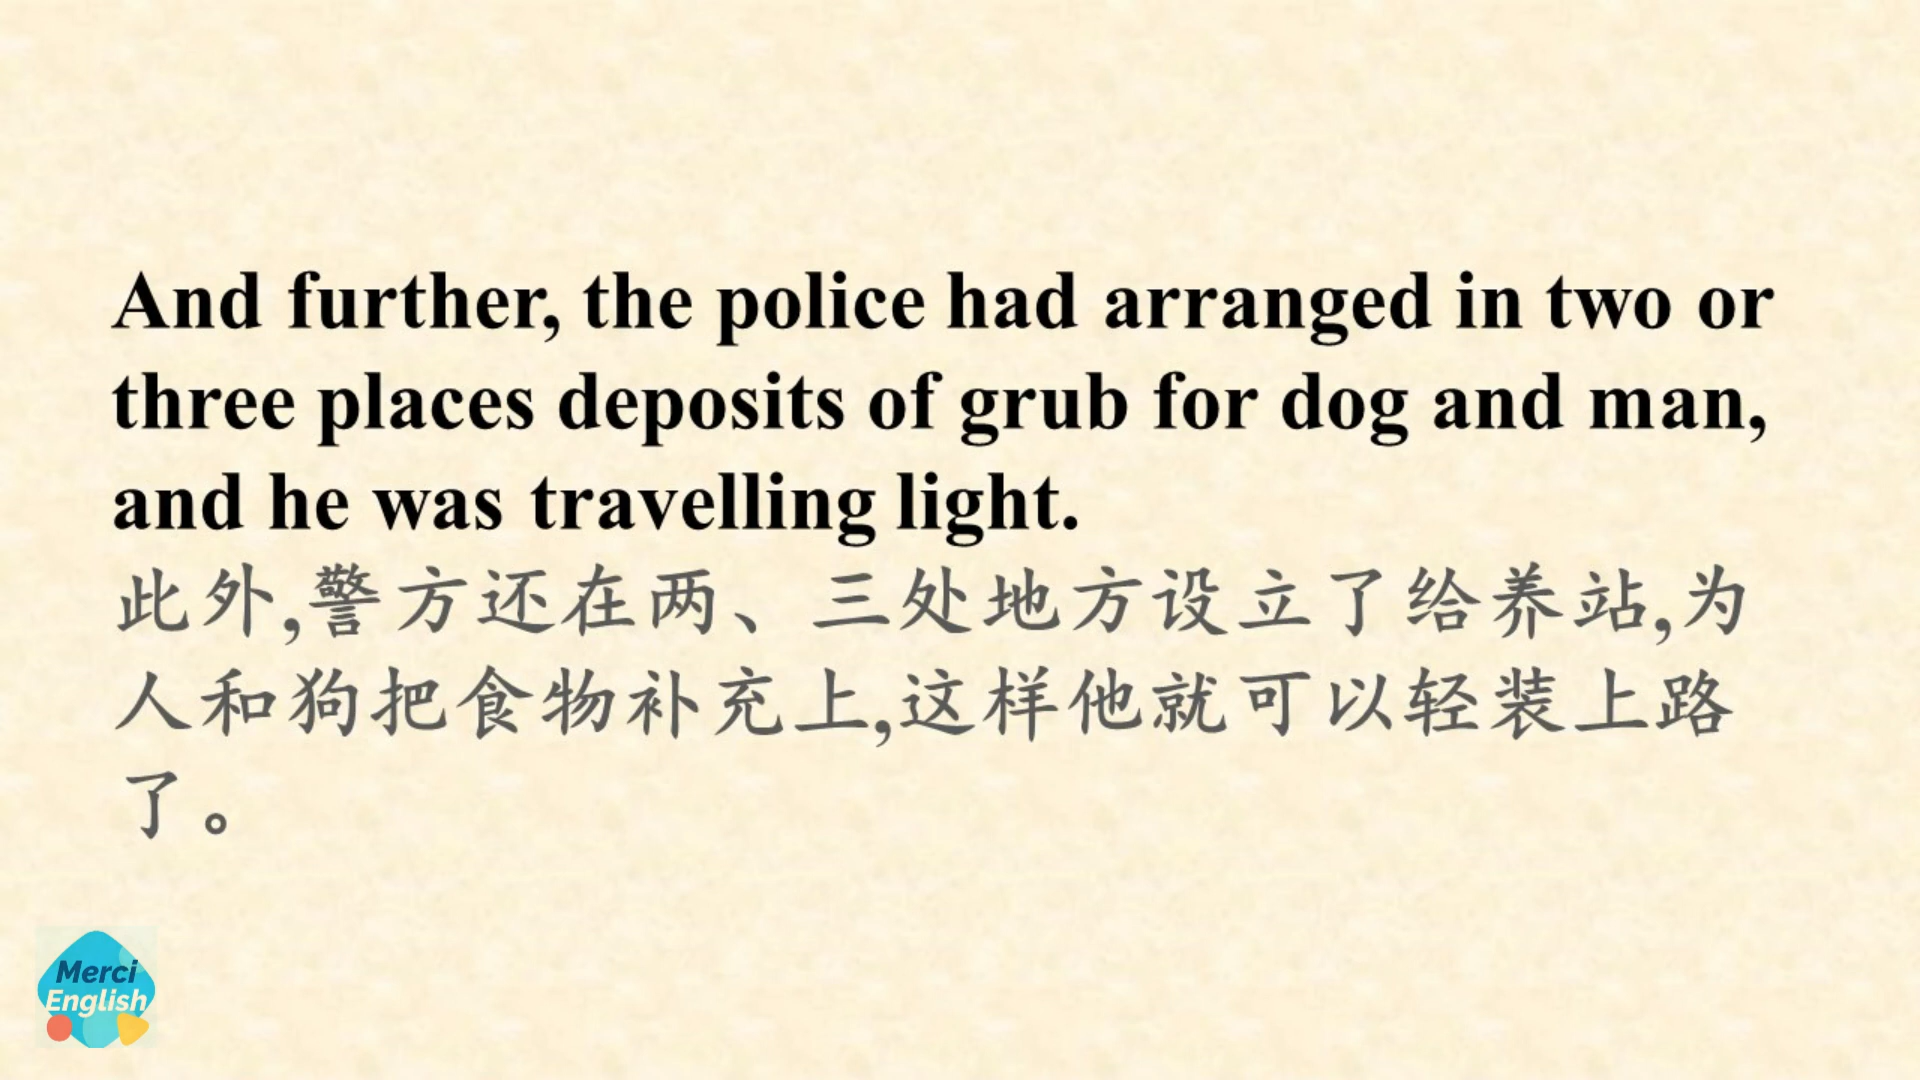 And further, the police had arranged in two or
three places deposits of grub for dog and man,
and he was travelling light.
此外,警方还在两、三处地方设立了给养站,为
人和狗把食物补充上,这样他就可以轻装上路
了。
Merci
English